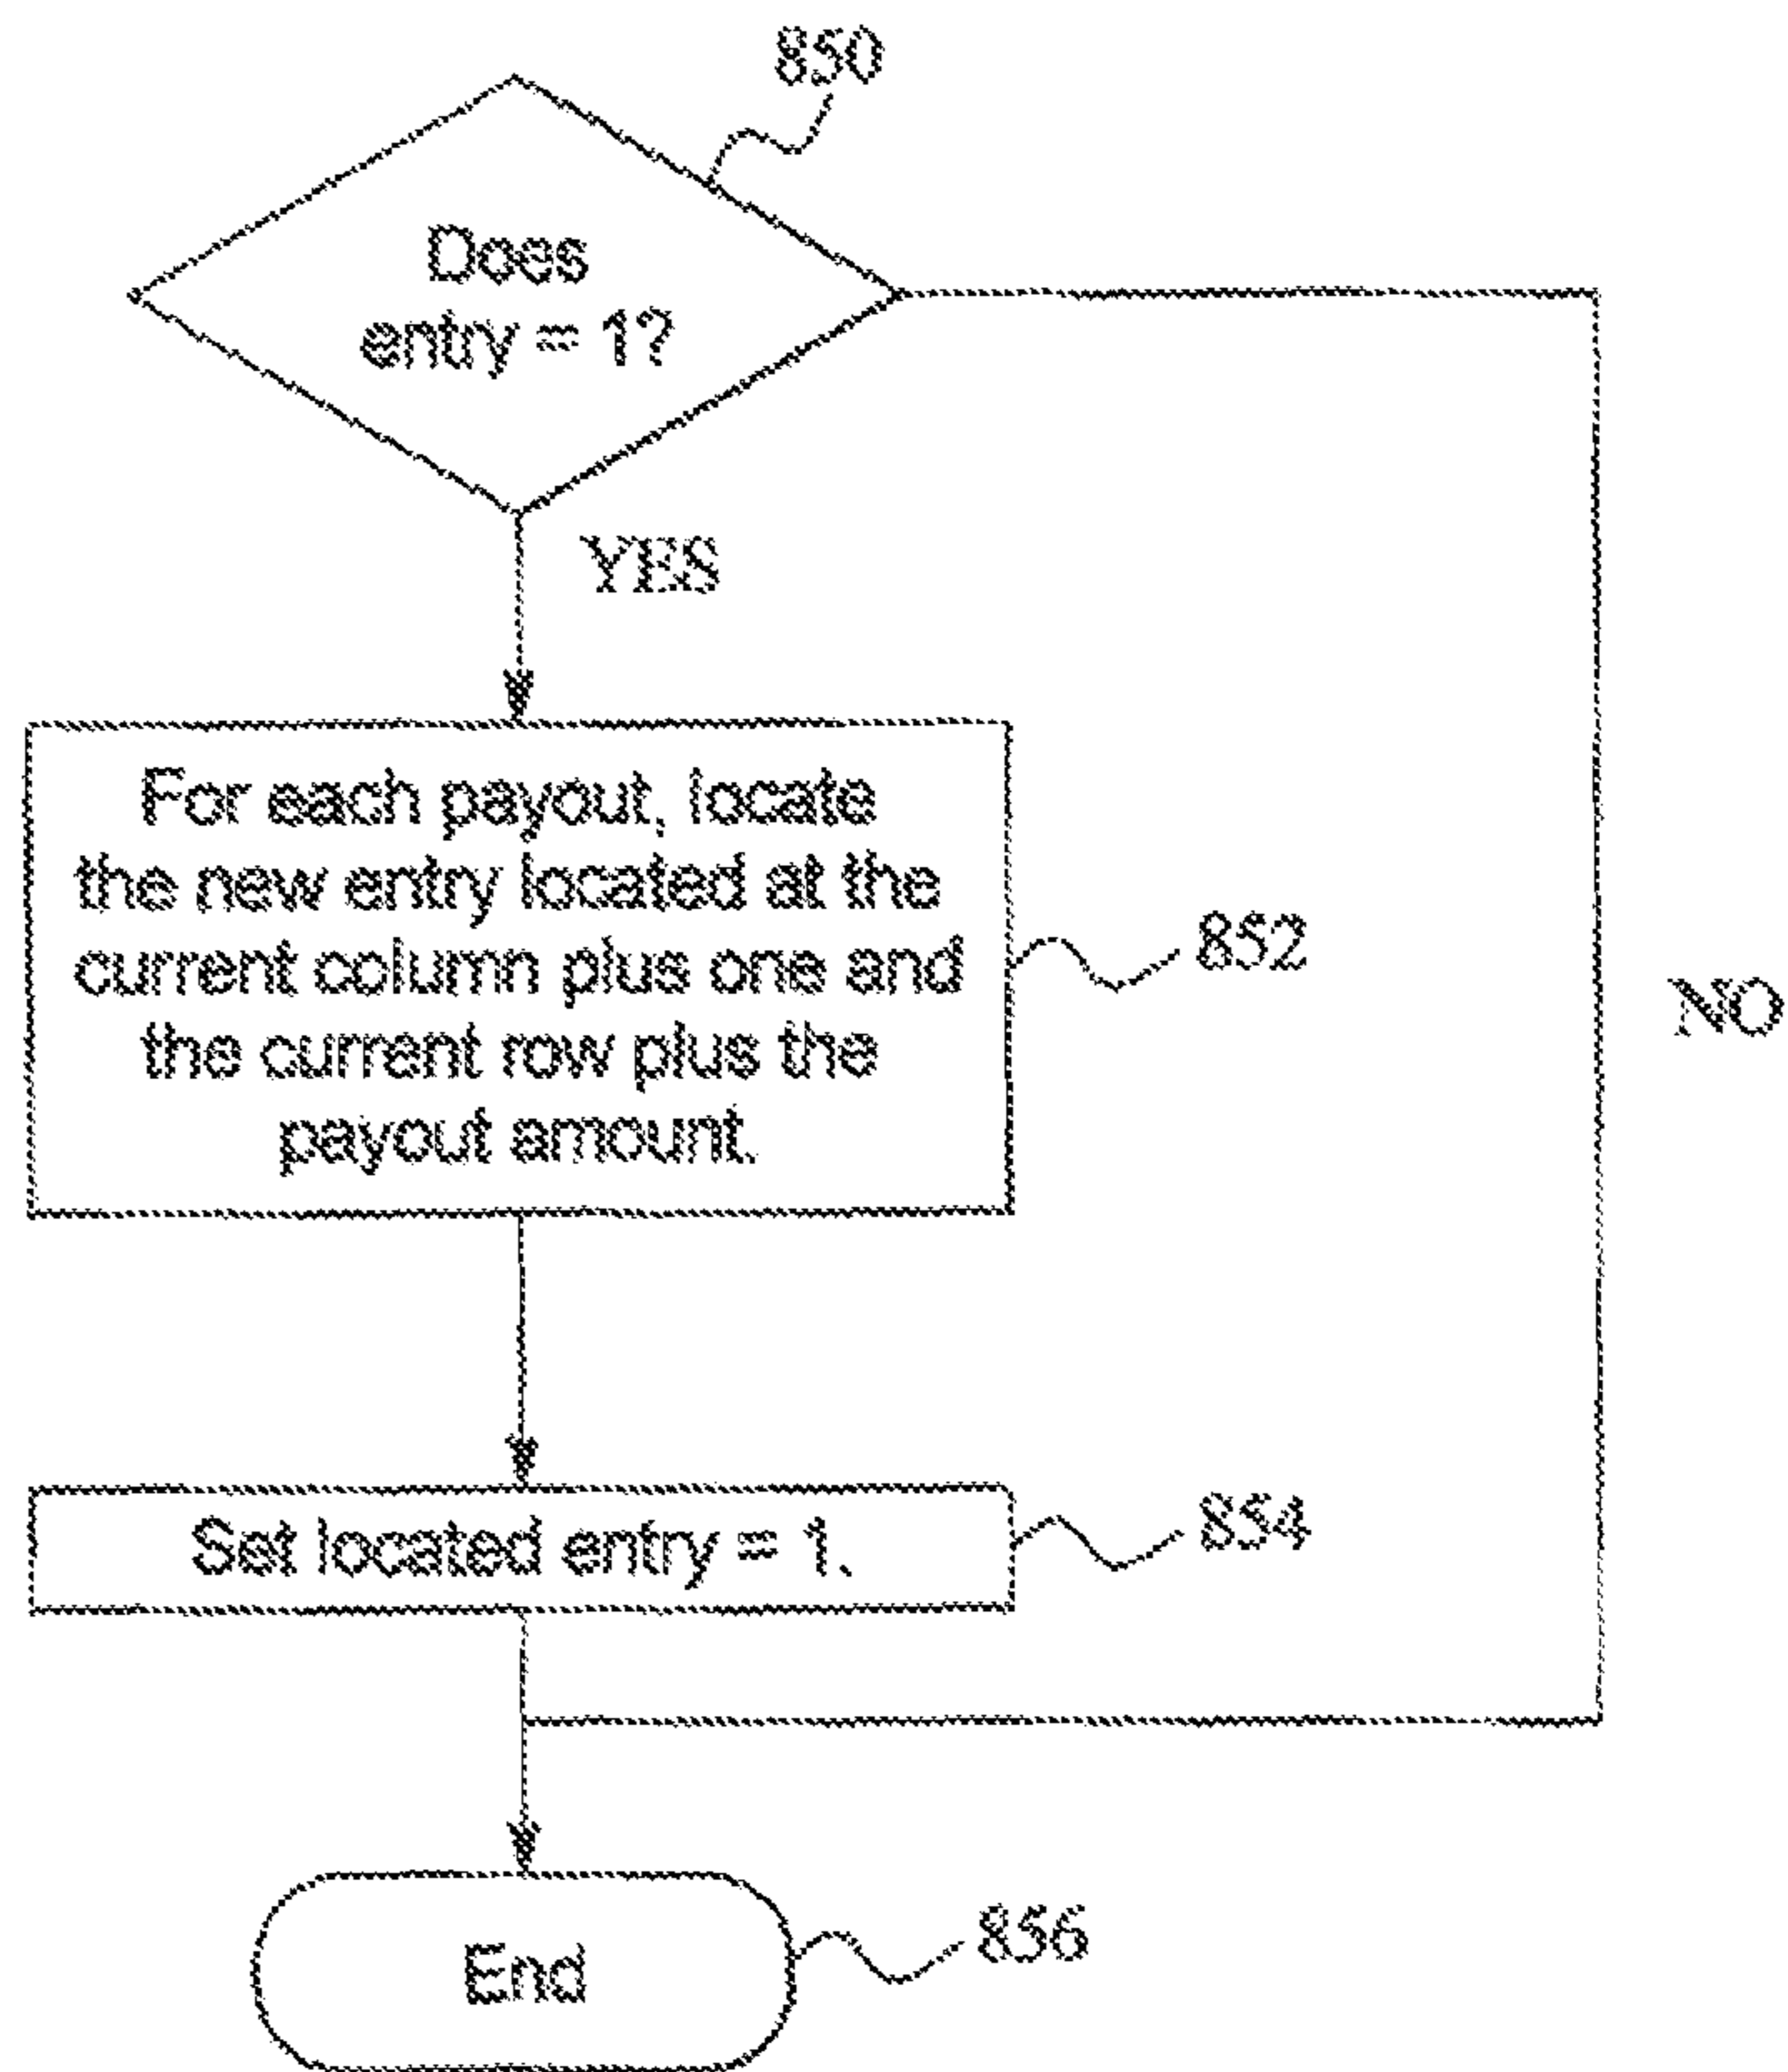 850
Does
entry = 1?
YES
For each payout, locate
the new entry located at the
current column plus one and
the current row plus the
payout amount.
852
NO
Set located entry = 1.
854
End
856